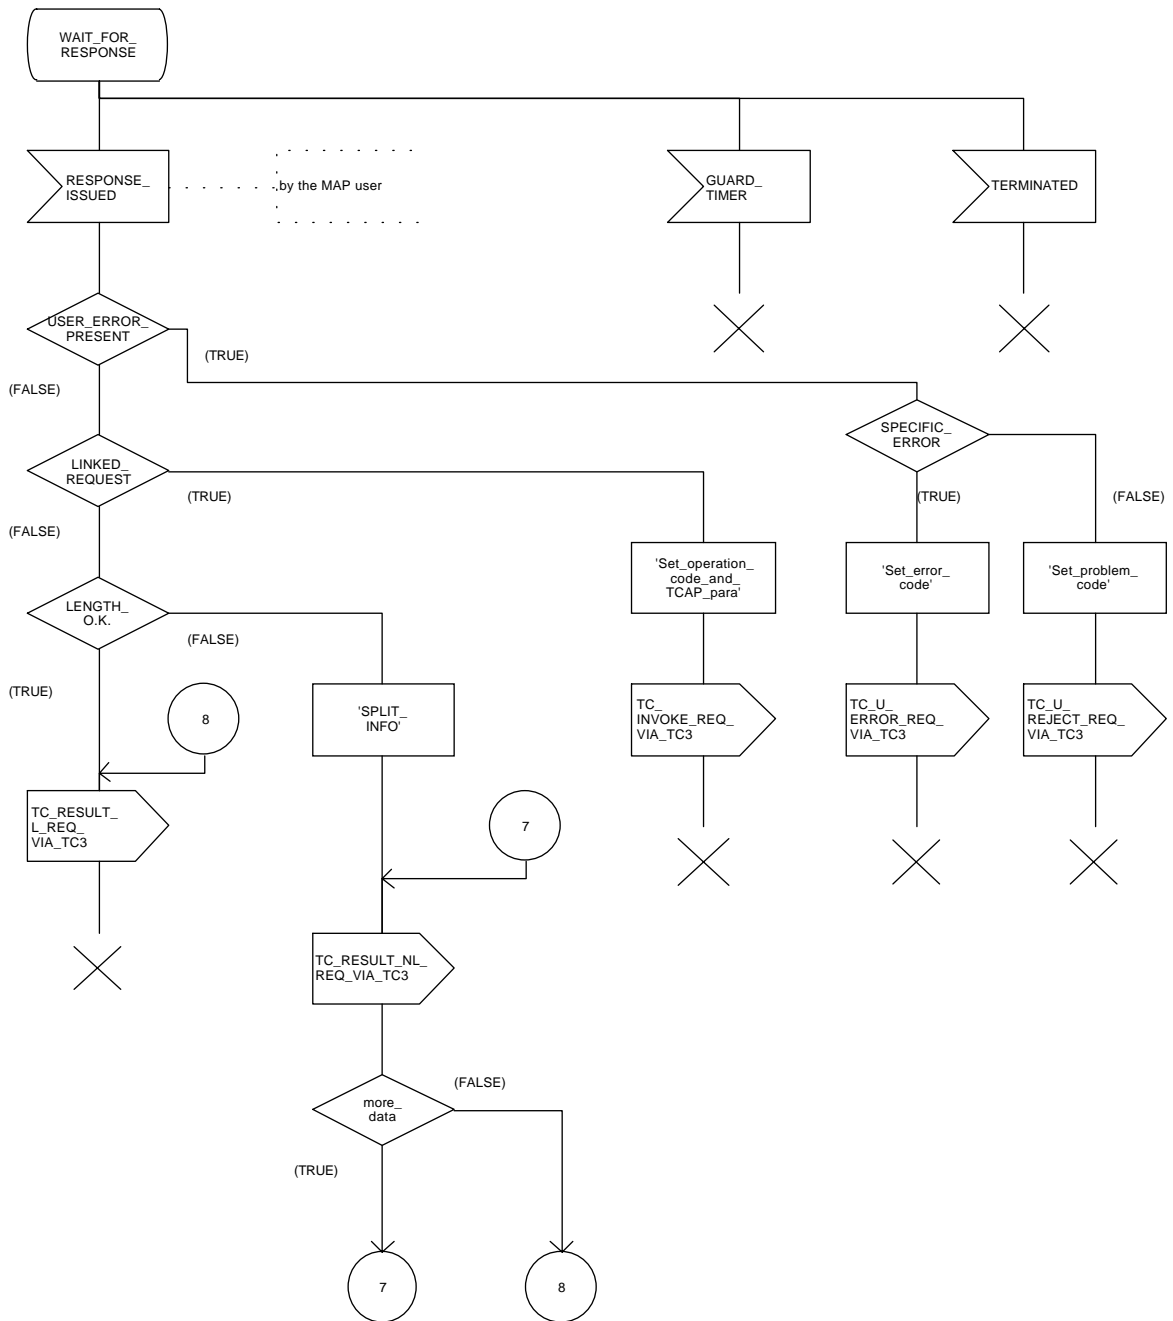 WAIT_FOR_
RESPONSE
RESPONSE_
ISSUED
by the MAP user
GUARD_
TIMER
TERMINATED
USER_ERROR_
PRESENT
(TRUE)
(FALSE)
SPECIFIC_
ERROR
LINKED_
REQUEST
(TRUE)
(TRUE)
(FALSE)
(FALSE)
'Set_operation_
code_and_
TCAP_para'
'Set_error_
code'
'Set_problem_
code'
LENGTH_
O.K.
(FALSE)
(TRUE)
8
'SPLIT_
INFO'
TC_
INVOKE_REQ_
VIA_TC3
TC_U_
ERROR_REQ_
VIA_TC3
TC_U_
REJECT_REQ_
VIA_TC3
TC_RESULT_
L_REQ_
VIA_TC3
7
TC_RESULT_NL_
REQ_VIA_TC3
(FALSE)
more_
data
(TRUE)
7
8